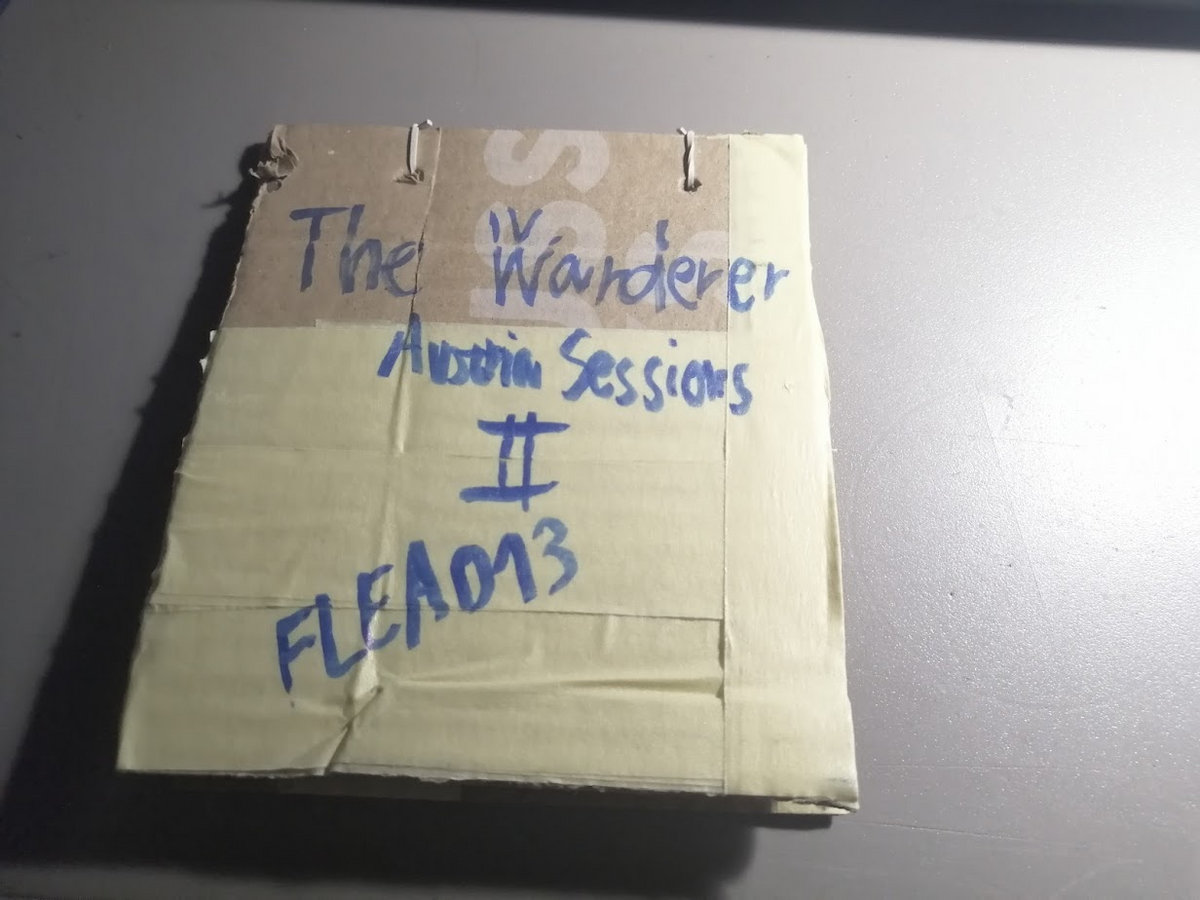 The Wanderer
Austria Sessions
II
FLEA013